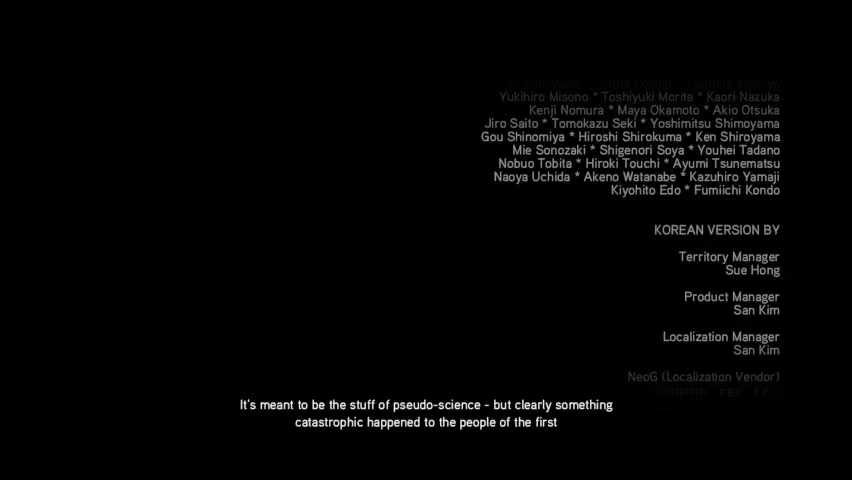 Yukihiro Misono * Toshiyuki Morita * Kaori Nazuka
Kenji Nomura * Maya Okamoto * Akio Otsuka
Jiro Saito * Tomokazu Seki * Yoshimitsu Shimoyama
Gou Shinomiya * Hiroshi Shirokuma * Ken Shiroyama
Mie Sonozaki * Shigenori Soya * Youhei Tadano
Nobuo Tobita * Hiroki Touchi * Ayumi Tsunematsu
Naoya Uchida * Akeno Watanabe * Kazuhiro Yamaji
Kiyohito Edo * Fumiichi Kondo
KOREAN VERSION BY
Territory Manager
Sue Hong
Product Manager
San Kim
Localization Manager
San Kim
NeoG (Localization Vendor)
It's meant to be the stuff of pseudo-science - but clearly something
catastrophic happened to the people of the first